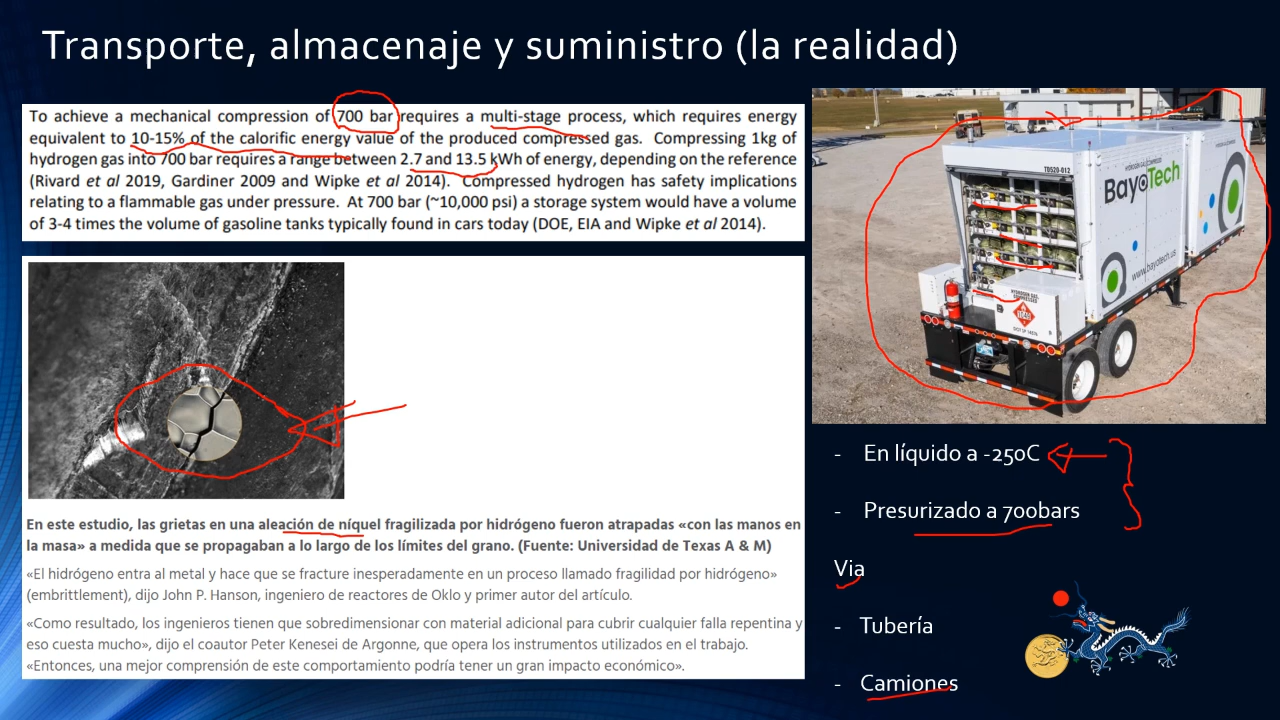 Transporte, almacenaje y suministro (la realidad)
To achieve a mechanical compression of 700 bar requires a multi-stage process, which requires energy
equivalent to 10-15% of the calorific energy value of the produced compressed gas. Compressing 1kg of
hydrogen gas into 700 bar requires a range between 2.7 and 13.5 kWh of energy, depending on the reference
(Rivard et al 2019, Gardiner 2009 and Wipke et al 2014). Compressed hydrogen has safety implications
relating to a flammable gas under pressure. At 700 bar (~10,000 psi) a storage system would have a volume
of 3-4 times the volume of gasoline tanks typically found in cars today (DOE, EIA and Wipke et al 2014).
TD520-012
HYDROGEN GAS, COMPRESSED
BayoTech
www.bayotech.us
HYDROGEN GAS,
COMPRESSED
1049
En este estudio, las grietas en una aleación de níquel fragilizada por hidrógeno fueron atrapadas «con las manos en
la masa» a medida que se propagaban a lo largo de los límites del grano. (Fuente: Universidad de Texas A & M)
«El hidrógeno entra al metal y hace que se fracture inesperadamente en un proceso llamado fragilidad por hidrógeno»
(embrittlement), dijo John P. Hanson, ingeniero de reactores de Oklo y primer autor del artículo.
«Como resultado, los ingenieros tienen que sobredimensionar con material adicional para cubrir cualquier falla repentina y
eso cuesta mucho», dijo el coautor Peter Kenesei de Argonne, que opera los instrumentos utilizados en el trabajo.
«Entonces, una mejor comprensión de este comportamiento podría tener un gran impacto económico».
- En líquido a -250C
- Presurizado a 700bars
Via
- Tubería
- Camiones